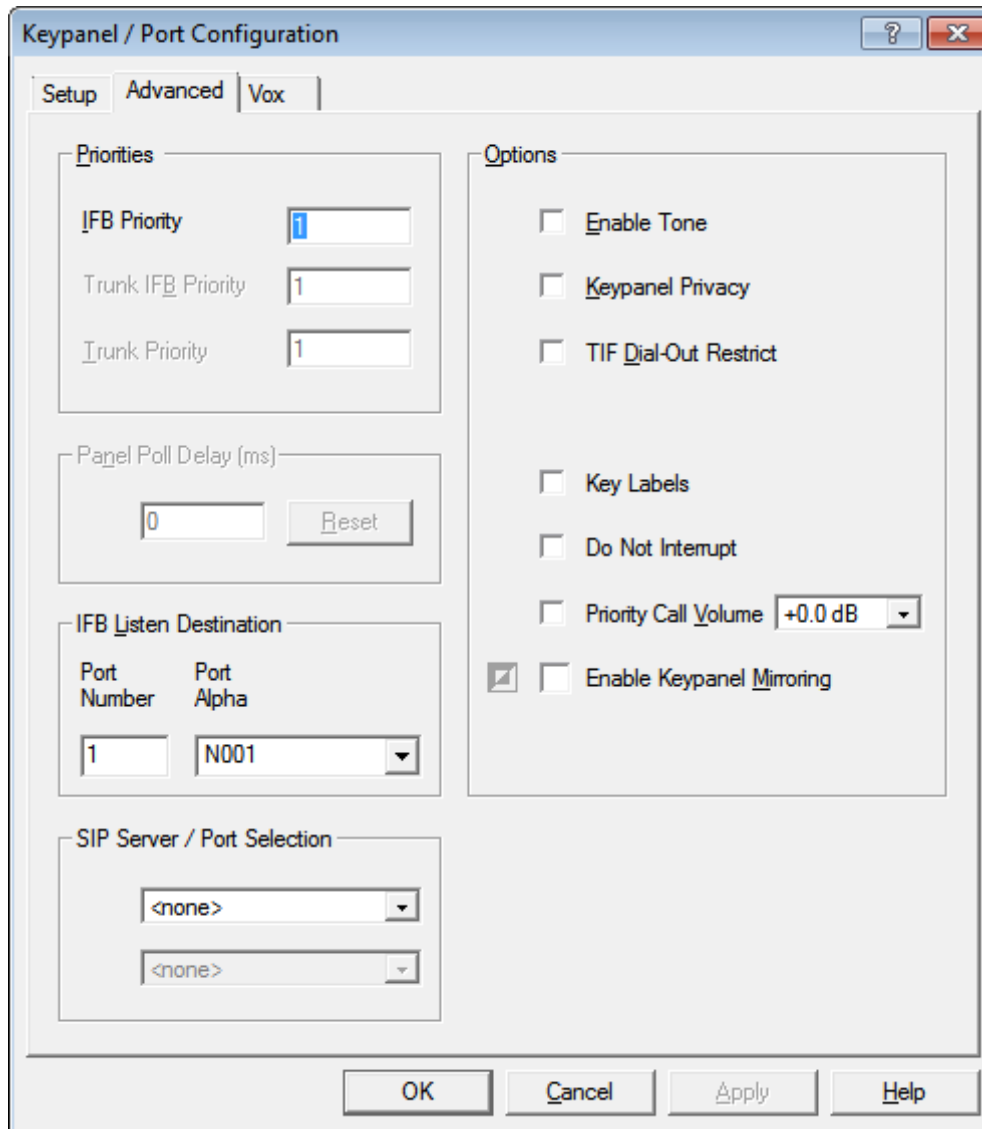 Keypanel / Port Configuration
Setup
Advanced
Vox
Priorities
IFB Priority
1
Trunk IFB Priority
1
Trunk Priority
1
Panel Poll Delay (ms)
0
Reset
IFB Listen Destination
Port Number
Port Alpha
1
N001
SIP Server / Port Selection
<none>
<none>
Options
Enable Tone
Keypanel Privacy
TIF Dial-Out Restrict
Key Labels
Do Not Interrupt
Priority Call Volume
+0.0 dB
Enable Keypanel Mirroring
OK
Cancel
Apply
Help